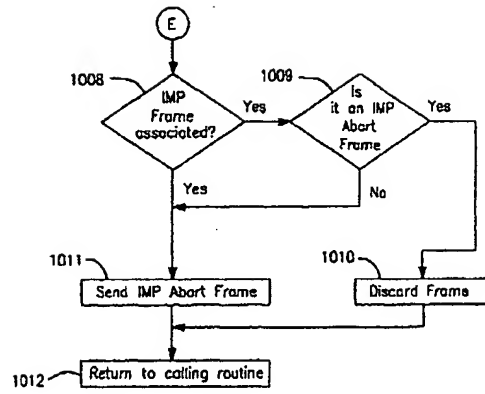 E
1008
IMP
Frame
associated?
Yes
1009
Is
it an IMP
Abort
Frame
Yes
Yes
No
1011
Send IMP Abort Frame
1010
Discard Frame
1012
Return to calling routine